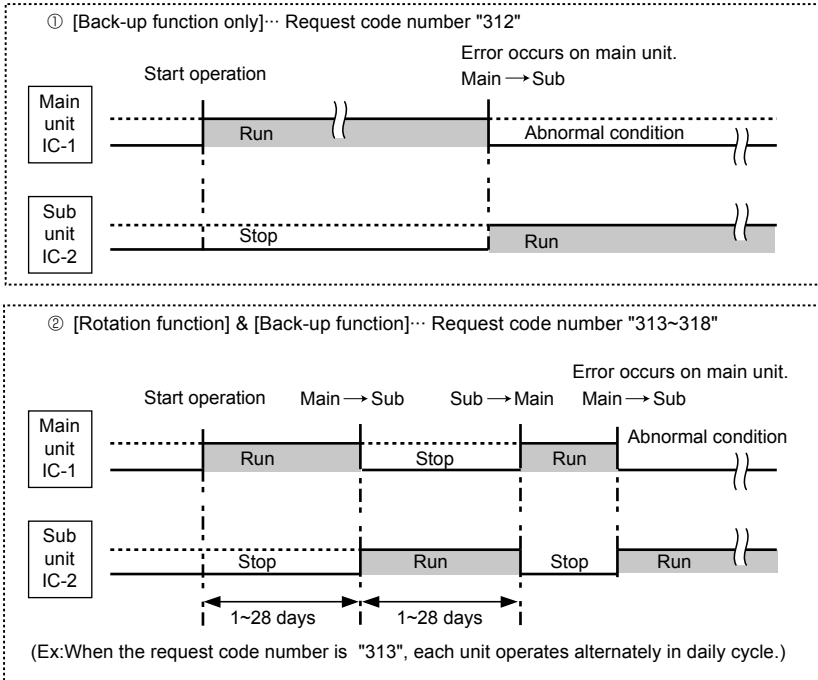 ① [Back-up function only]··· Request code number "312"
Error occurs on main unit.
Start operation
Main → Sub
Main
unit
IC-1
Run
Abnormal condition
Sub
unit
IC-2
Stop
Run
② [Rotation function] & [Back-up function]··· Request code number "313~318"
Error occurs on main unit.
Start operation
Main → Sub
Sub → Main
Main → Sub
Main
unit
IC-1
Run
Stop
Run
Abnormal condition
Sub
unit
IC-2
Stop
Run
Stop
Run
1~28 days
1~28 days
(Ex:When the request code number is "313", each unit operates alternately in daily cycle.)